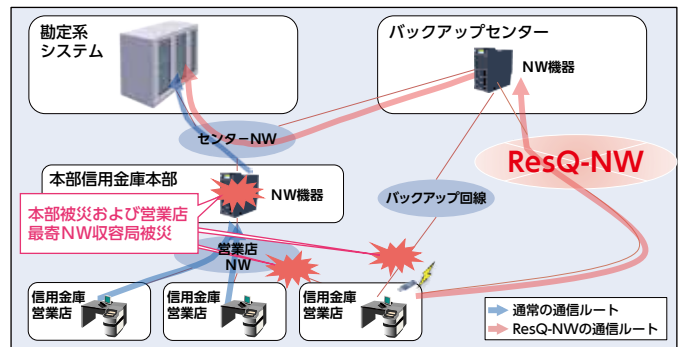 勘定系
システム
バックアップセンター
NW機器
センターNW
ResQ-NW
本部信用金庫本部
NW機器
バックアップ回線
本部被災および営業店
最寄NW収容局被災
営業店
NW
信用金庫
営業店
信用金庫
営業店
信用金庫
営業店
通常の通信ルート
ResQ-NWの通信ルート